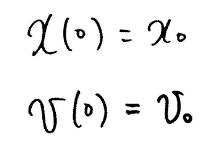 x(0) = x₀
v(0) = v₀